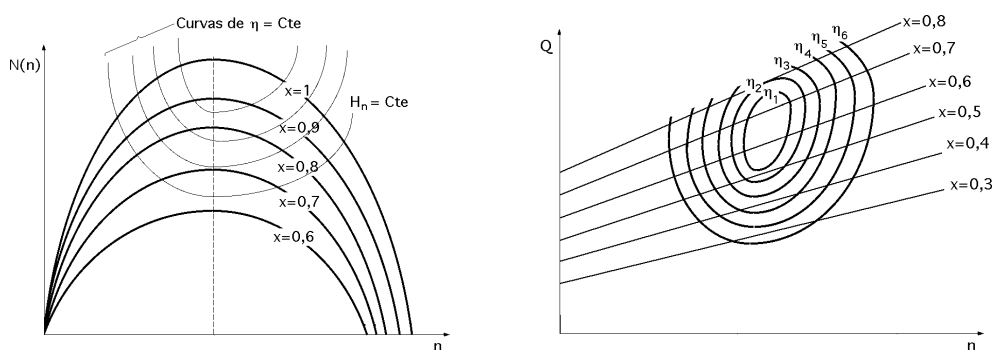 Curvas de η = Cte
N(n)
x=1
Hn = Cte
x=0,9
x=0,8
x=0,7
x=0,6
n
Q
η6
η5
η4
η3
η2
η1
x=0,8
x=0,7
x=0,6
x=0,5
x=0,4
x=0,3
n